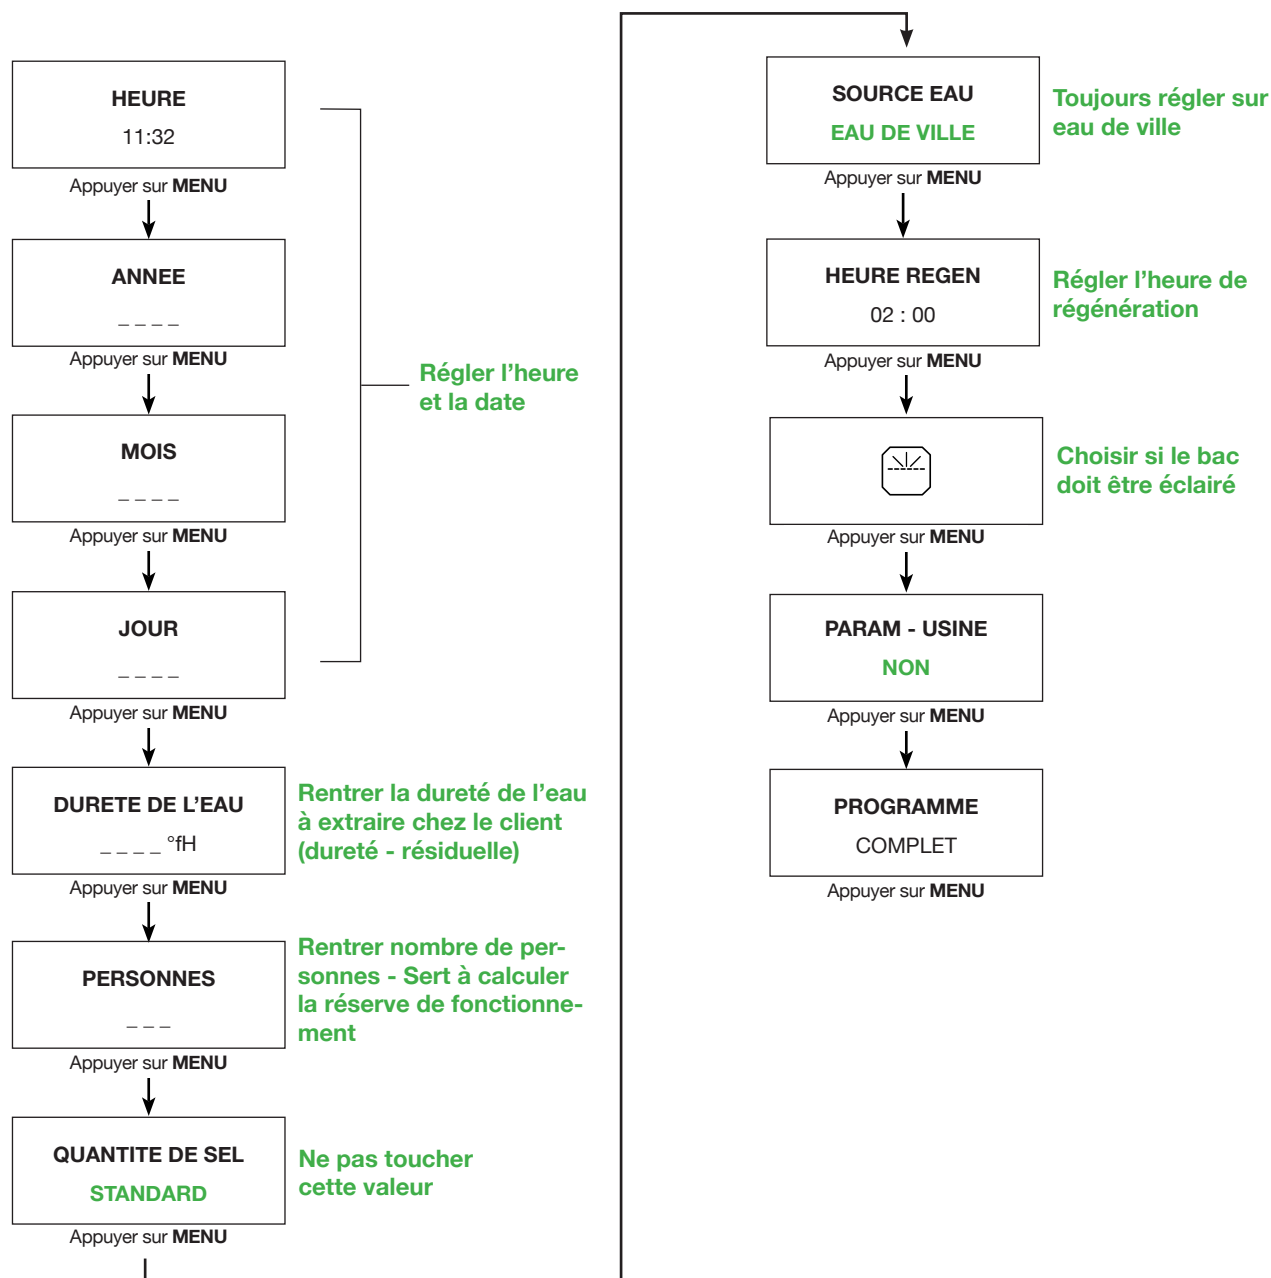 HEURE
11:32
Appuyer sur MENU
ANNEE
_ _ _ _
Appuyer sur MENU
MOIS
_ _ _ _
Appuyer sur MENU
JOUR
_ _ _ _
Appuyer sur MENU
Régler l'heure
et la date
DURETE DE L'EAU
_ _ _ _ °fH
Appuyer sur MENU
Rentrer la dureté de l'eau
à extraire chez le client
(dureté - résiduelle)
PERSONNES
_ _ _
Appuyer sur MENU
Rentrer nombre de per-
sonnes - Sert à calculer
la réserve de fonctionne-
ment
QUANTITE DE SEL
STANDARD
Appuyer sur MENU
Ne pas toucher
cette valeur
SOURCE EAU
EAU DE VILLE
Appuyer sur MENU
Toujours régler sur
eau de ville
HEURE REGEN
02 : 00
Appuyer sur MENU
Régler l'heure de
régénération
Appuyer sur MENU
Choisir si le bac
doit être éclairé
PARAM - USINE
NON
Appuyer sur MENU
PROGRAMME
COMPLET
Appuyer sur MENU